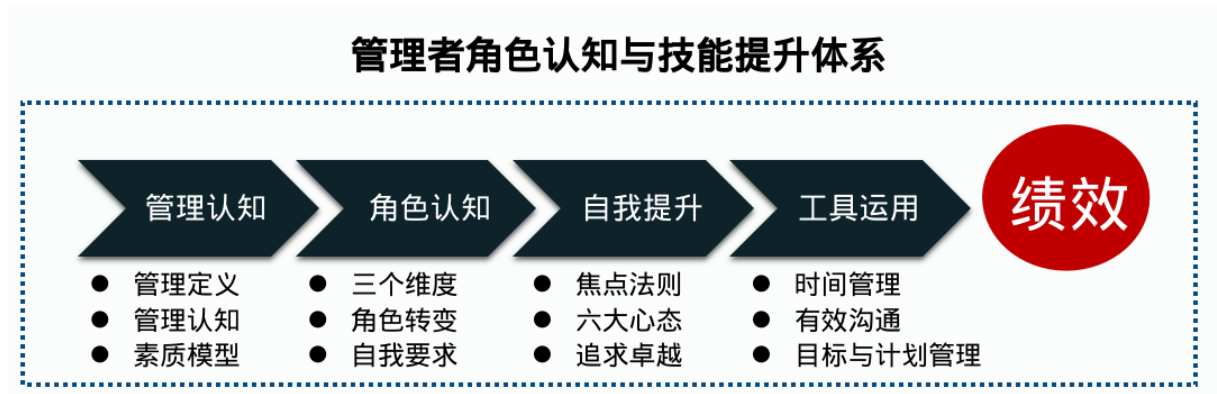 管理者角色认知与技能提升体系
管理认知
角色认知
自我提升
工具运用
绩效
● 管理定义
● 管理认知
● 素质模型
● 三个维度
● 角色转变
● 自我要求
● 焦点法则
● 六大心态
● 追求卓越
● 时间管理
● 有效沟通
● 目标与计划管理